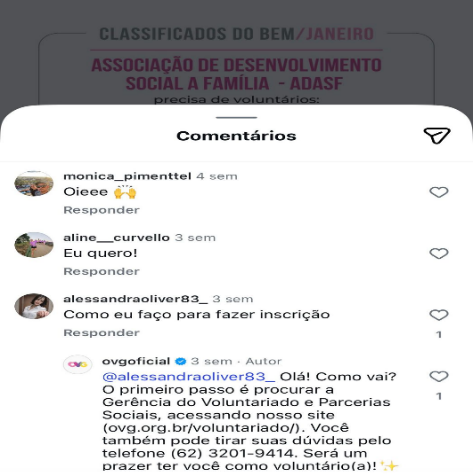 CLASSIFICADOS DO BEM/JANEIRO
ASSOCIAÇÃO DE DESENVOLVIMENTO
SOCIAL A FAMÍLIA - ADASF
precisa de voluntários:
Comentários
monica_pimenttel 4 sem
Oieee 🙌
Responder
aline__curvello 3 sem
Eu quero!
Responder
alessandraoliver83_ 3 sem
Como eu faço para fazer inscrição
Responder
1
OVG
ovgoficial 3 sem · Autor
@alessandraoliver83_ Olá! Como vai?
O primeiro passo é procurar a
Gerência do Voluntariado e Parcerias
Sociais, acessando nosso site
(ovg.org.br/voluntariado/). Você
também pode tirar suas dúvidas pelo
telefone (62) 3201-9414. Será um
prazer ter você como voluntário(a)!✨
1